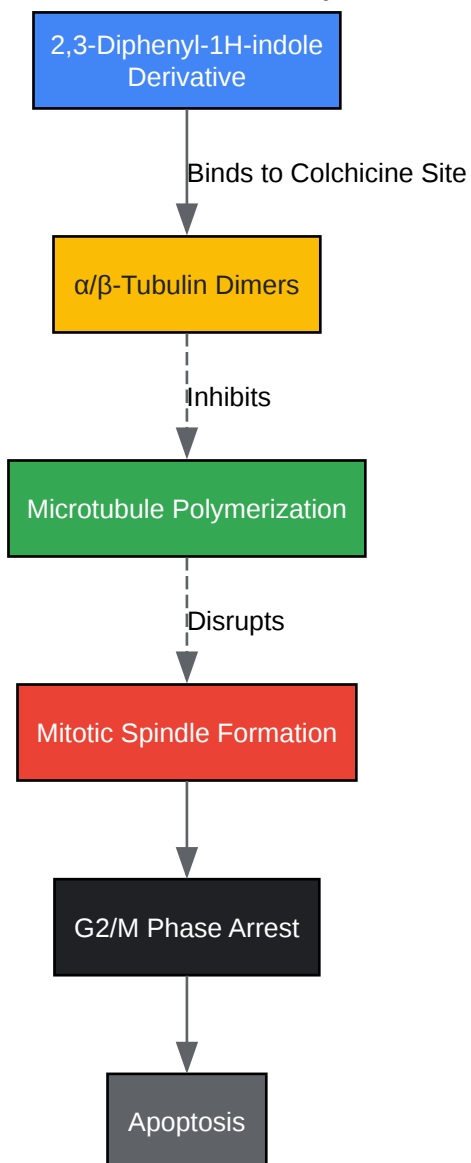 2,3-Diphenyl-1H-indole
Derivative
Binds to Colchicine Site
α/β-Tubulin Dimers
Inhibits
Microtubule Polymerization
Disrupts
Mitotic Spindle Formation
G2/M Phase Arrest
Apoptosis